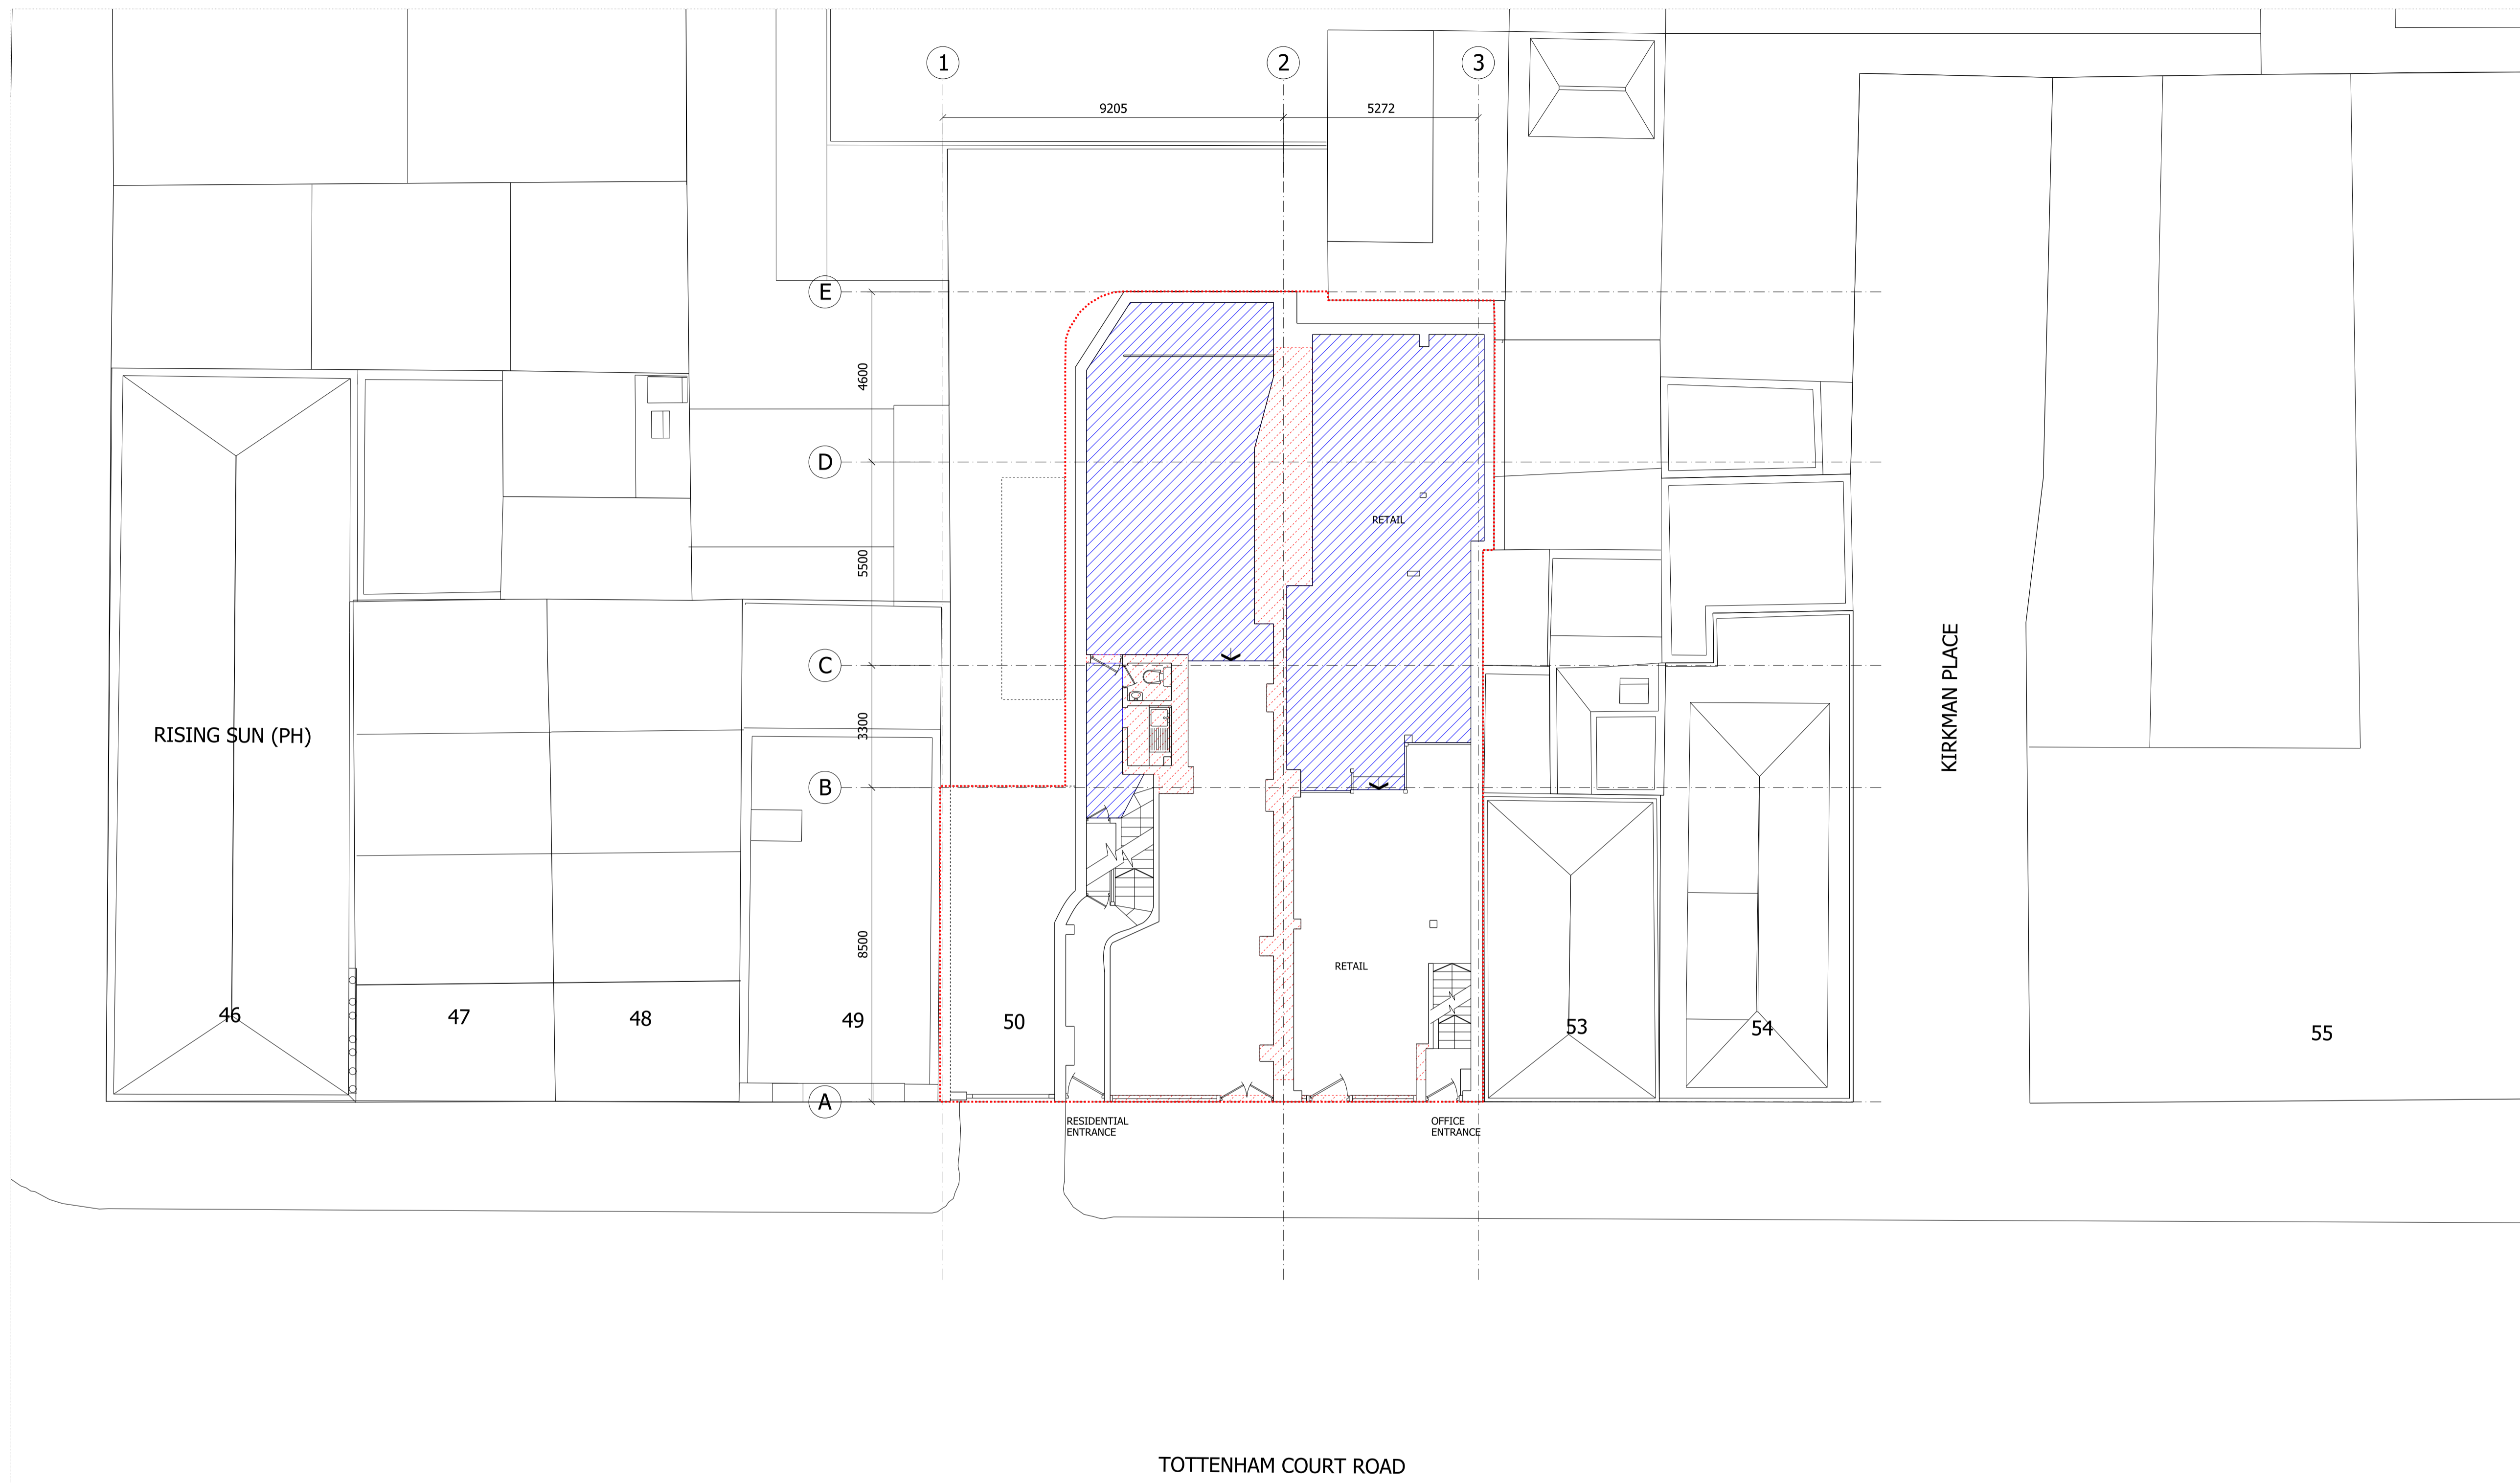 1
2
3
9205
5272
E
4600
D
RETAIL
5500
C
3300
KIRKMAN PLACE
RISING SUN (PH)
B
8500
RETAIL
46
47
48
49
50
53
54
55
A
RESIDENTIAL
ENTRANCE
OFFICE
ENTRANCE
TOTTENHAM COURT ROAD